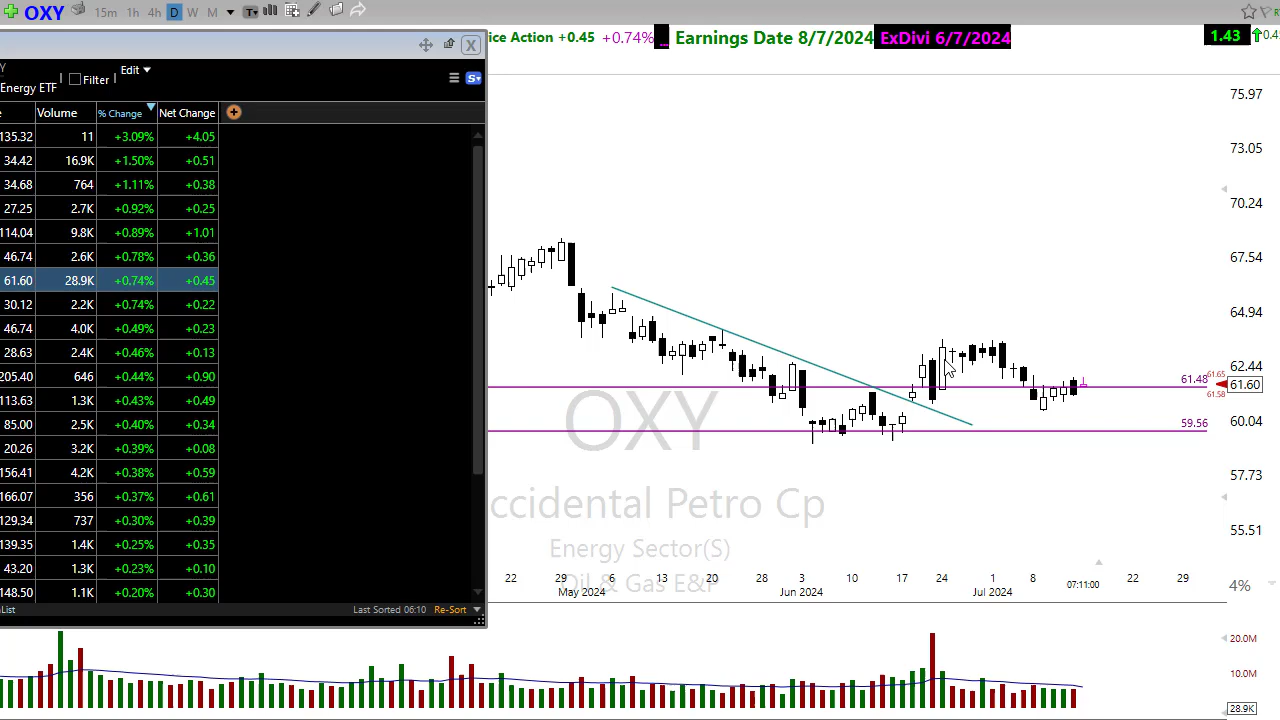 OXY 15m 1h 4h D W M
ice Action +0.45 +0.74% ... Earnings Date 8/7/2024 ExDivi 6/7/2024 1.43
Edit
Energy ETF Filter
Volume % Change Net Change
135.32 11 +3.09% +4.05
34.42 16.9K +1.50% +0.51
34.68 764 +1.11% +0.38
27.25 2.7K +0.92% +0.25
114.04 9.8K +0.89% +1.01
46.74 2.6K +0.78% +0.36
61.60 28.9K +0.74% +0.45
30.12 2.2K +0.74% +0.22
46.74 4.0K +0.49% +0.23
28.63 2.4K +0.46% +0.13
205.40 646 +0.44% +0.90
113.63 1.3K +0.43% +0.49
85.00 2.5K +0.40% +0.34
20.26 3.2K +0.39% +0.08
156.41 4.2K +0.38% +0.59
166.07 356 +0.37% +0.61
129.34 737 +0.30% +0.39
139.35 1.4K +0.25% +0.35
43.20 1.3K +0.23% +0.10
148.50 1.1K +0.20% +0.30
List Last Sorted 06:10 Re-Sort
75.97
73.05
70.24
67.54
64.94
62.44
61.48 61.65
61.60
61.58
60.04
59.56
57.73
55.51
4%
OXY
ccidental Petro Cp
Energy Sector(S)
Oil & Gas E&P
22 29 6 13 20 28 3 10 17 24 1 8 07:11:00 22 29
May 2024 Jun 2024 Jul 2024
20.0M
10.0M
28.9K